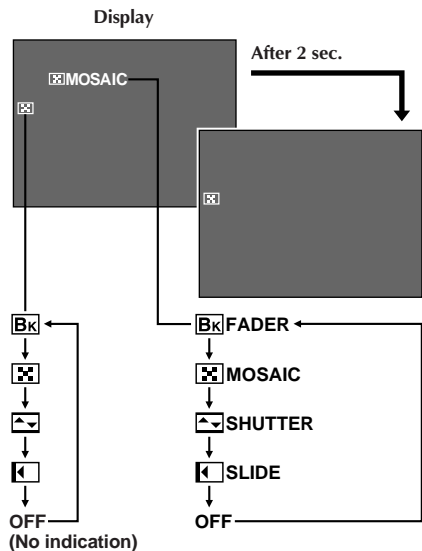 Display
After 2 sec.
MOSAIC
BK
BK FADER
MOSAIC
SHUTTER
SLIDE
OFF
(No indication)
OFF